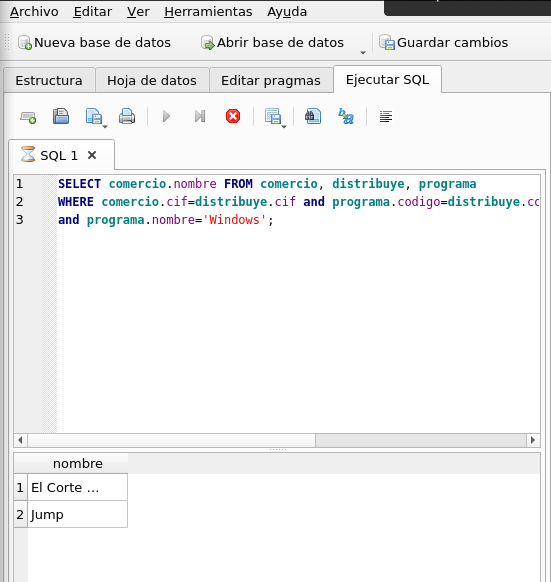 Archivo Editar Ver Herramientas Ayuda
Nueva base de datos Abrir base de datos Guardar cambios
Estructura Hoja de datos Editar pragmas Ejecutar SQL
SQL 1
1 SELECT comercio.nombre FROM comercio, distribuye, programa
2 WHERE comercio.cif=distribuye.cif and programa.codigo=distribuye.co
3 and programa.nombre='Windows';
nombre
1 El Corte ...
2 Jump